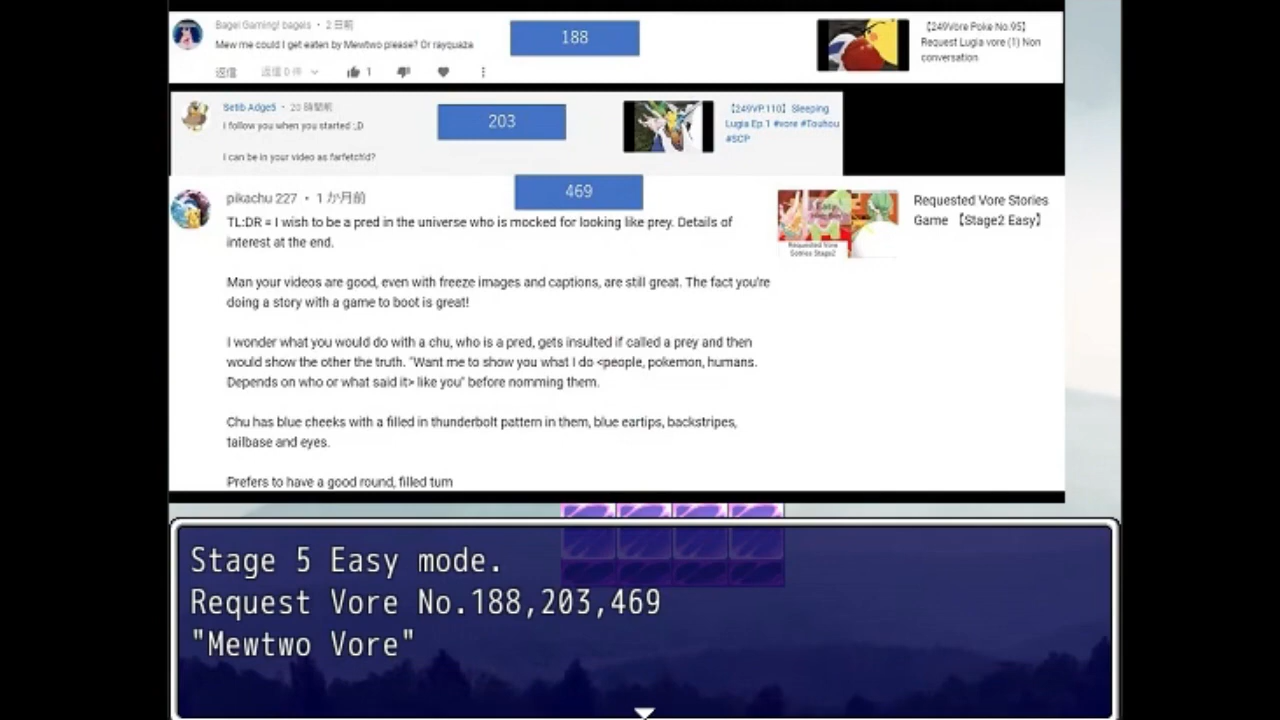 Bagel Gaming! bagels • 2 日前
Mew me could I get eaten by Mewtwo please? Or rayquaza
返信 返信 0 件
1
188
【249Vore Poke No.95】
Request Lugia vore (1) Non
conversation
Setib Adge5 • 20 時間前
I follow you when you started ;,D
I can be in your video as farfetch'd?
203
【249VP.110】Sleeping
Lugia Ep.1 #vore #Touhou
#SCP
pikachu 227 • 1 か月前
469
TL:DR = I wish to be a pred in the universe who is mocked for looking like prey. Details of
interest at the end.
Man your videos are good, even with freeze images and captions, are still great. The fact you're
doing a story with a game to boot is great!
I wonder what you would do with a chu, who is a pred, gets insulted if called a prey and then
would show the other the truth. "Want me to show you what I do <people, pokemon, humans.
Depends on who or what said it> like you" before nomming them.
Chu has blue cheeks with a filled in thunderbolt pattern in them, blue eartips, backstripes,
tailbase and eyes.
Prefers to have a good round, filled tum
Easy
Requested Vore
Stories Stage2
Requested Vore Stories
Game 【Stage2 Easy】
Stage 5 Easy mode.
Request Vore No.188,203,469
"Mewtwo Vore"